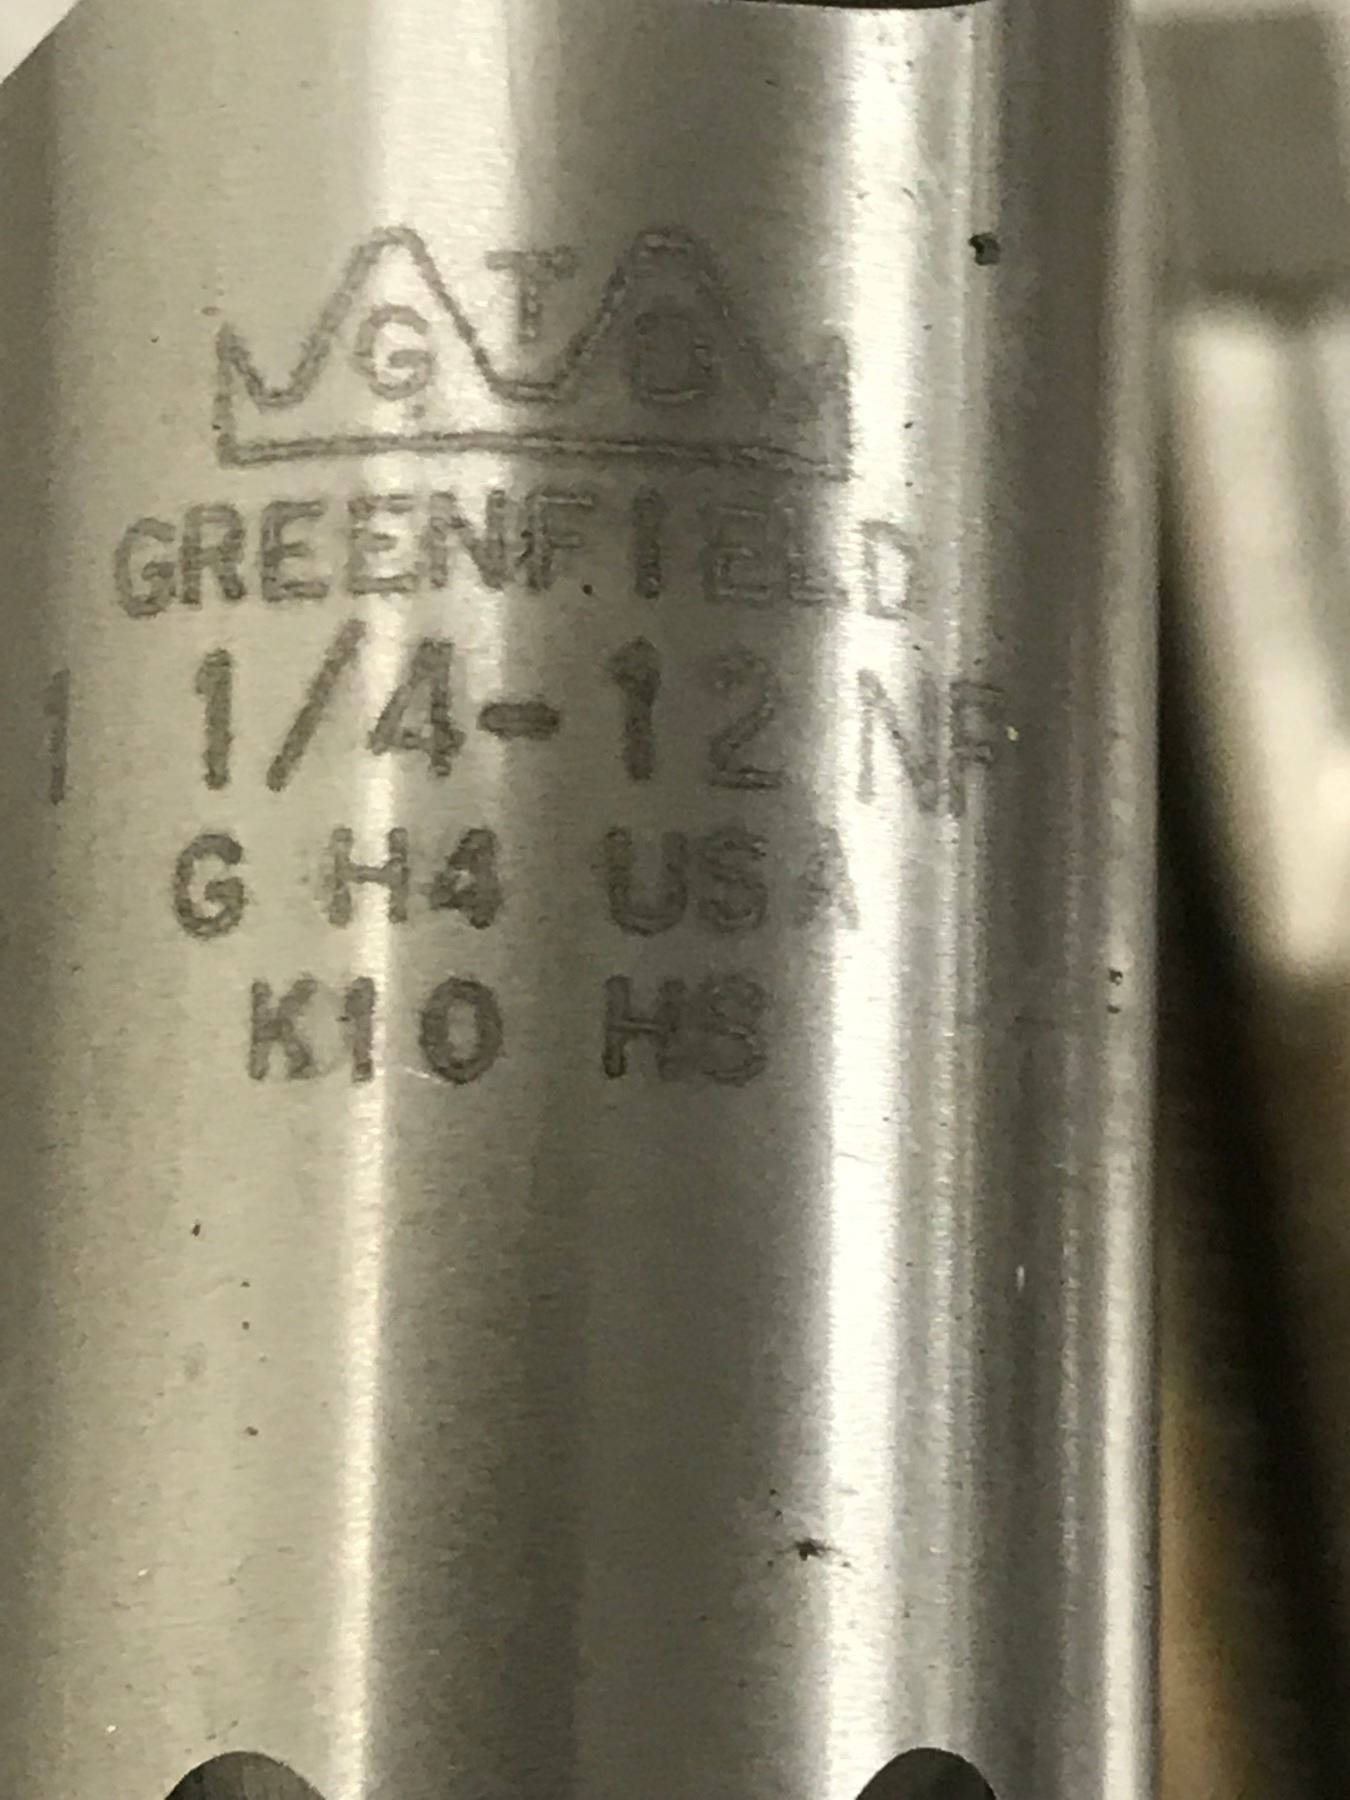 GTD
GREENFIELD
1 1/4-12 NF
G H4 USA
K10 HS